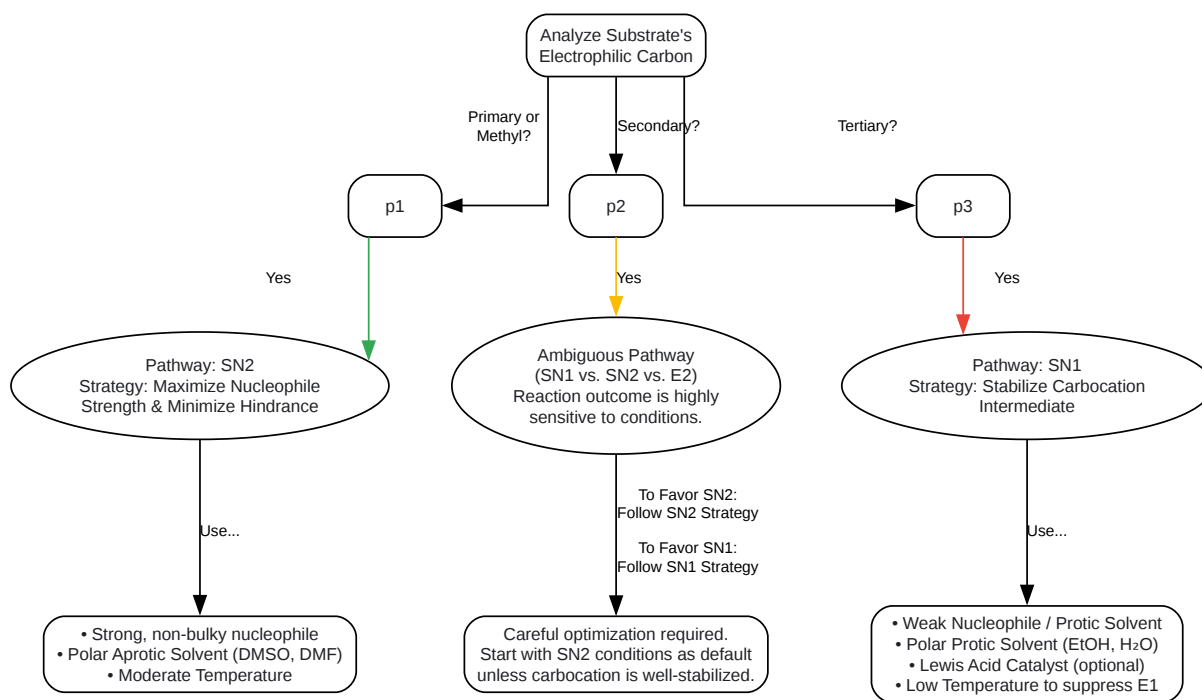 Analyze Substrate's
Electrophilic Carbon
Primary or
Methyl?
Secondary?
Tertiary?
p1
p2
p3
Yes
Yes
Yes
Pathway: SN2
Strategy: Maximize Nucleophile
Strength & Minimize Hindrance
Ambiguous Pathway
(SN1 vs. SN2 vs. E2)
Reaction outcome is highly
sensitive to conditions.
Pathway: SN1
Strategy: Stabilize Carbocation
Intermediate
Use...
To Favor SN2:
Follow SN2 Strategy
To Favor SN1:
Follow SN1 Strategy
Use...
• Strong, non-bulky nucleophile
• Polar Aprotic Solvent (DMSO, DMF)
• Moderate Temperature
Careful optimization required.
Start with SN2 conditions as default
unless carbocation is well-stabilized.
• Weak Nucleophile / Protic Solvent
• Polar Protic Solvent (EtOH, H₂O)
• Lewis Acid Catalyst (optional)
• Low Temperature to suppress E1